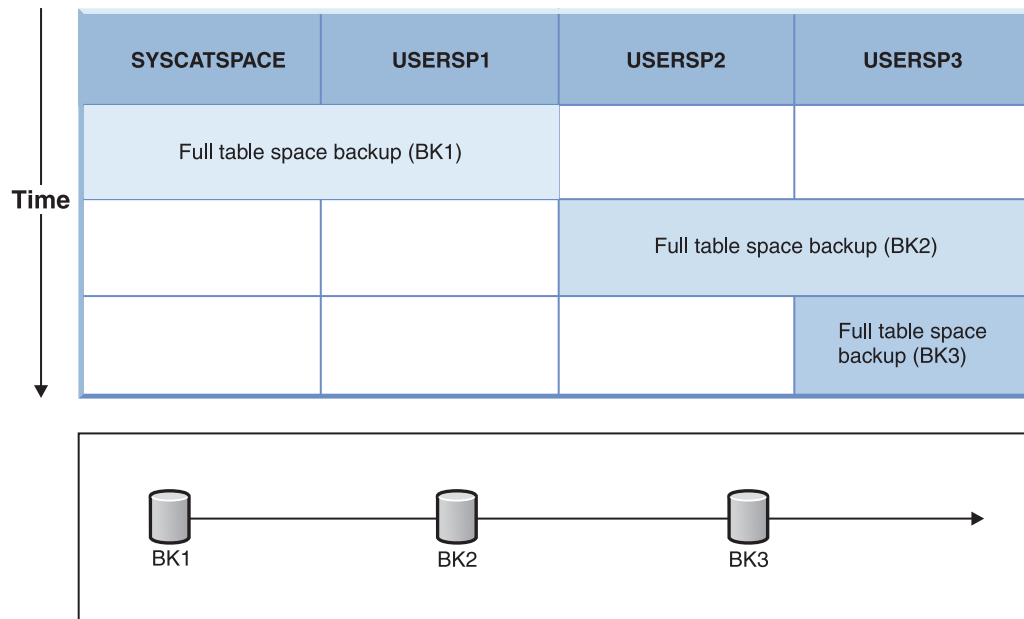 SYSCATSPACE
USERSP1
USERSP2
USERSP3
Full table space backup (BK1)
Time
Full table space backup (BK2)
Full table space
backup (BK3)
BK1
BK2
BK3